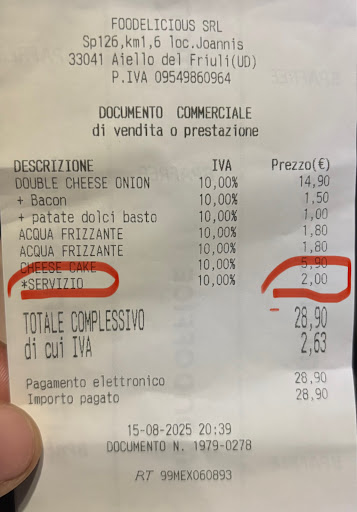 FOODELICIOUS SRL
Sp126,km1,6 loc.Joannis
33041 Aiello del Friuli(UD)
P.IVA 09549860964
DOCUMENTO COMMERCIALE
di vendita o prestazione
DESCRIZIONE IVA Prezzo(€)
DOUBLE CHEESE ONION 10,00% 14,90
+ Bacon 10,00% 1,50
+ patate dolci basto 10,00% 1,00
ACQUA FRIZZANTE 10,00% 1,80
ACQUA FRIZZANTE 10,00% 1,80
CHEESE CAKE 10,00% 5,90
*SERVIZIO 10,00% 2,00
TOTALE COMPLESSIVO 28,90
di cui IVA 2,63
Pagamento elettronico 28,90
Importo pagato 28,90
15-08-2025 20:39
DOCUMENTO N. 1979-0278
RT 99MEX060893